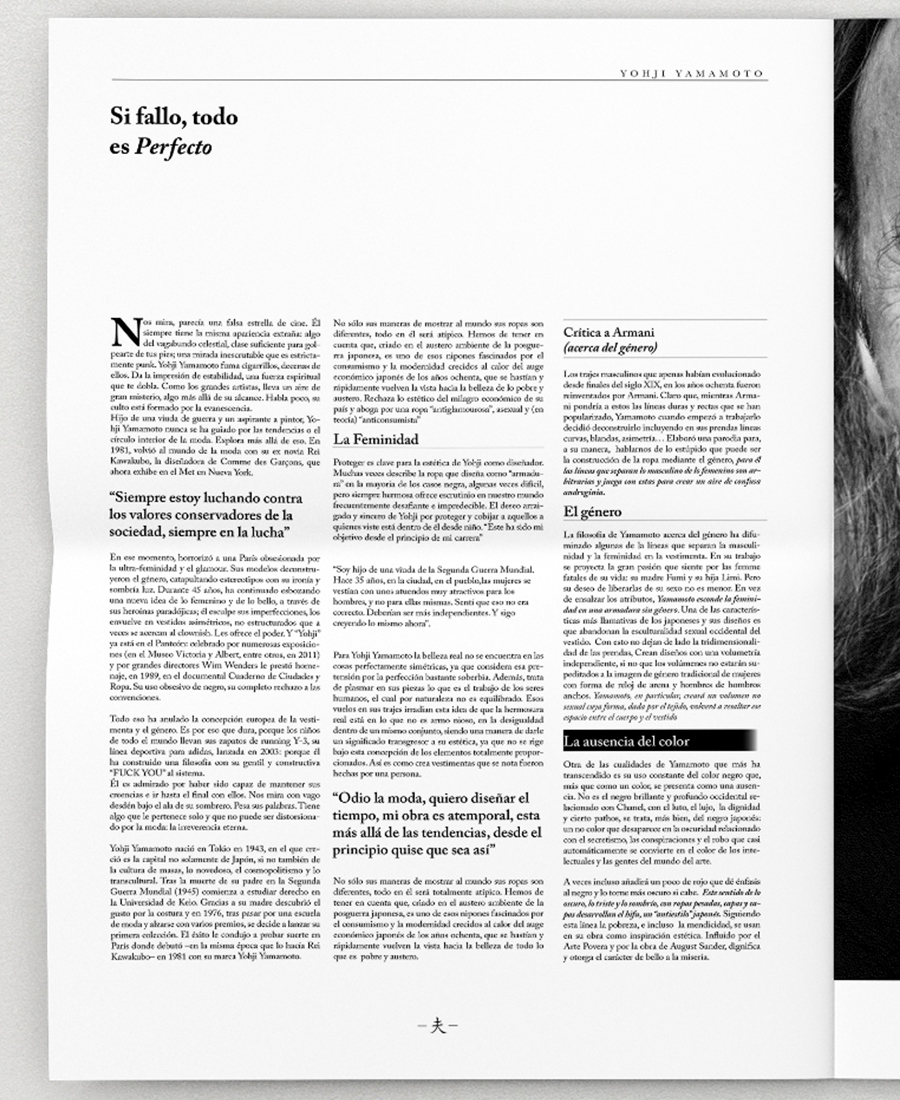 YOHJI YAMAMOTO
Si fallo, todo
es Perfecto
Nos mira, parecía una falsa estrella de cine. Él
siempre tiene la misma apariencia extraña: algo
del vagabundo celestial, clase suficiente para gol-
pearte de tus pies; una mirada inescrutable que es estricta-
mente punk. Yohji Yamamoto fuma cigarrillos, decenas de
ellos. Da la impresión de estabilidad, una fuerza espiritual
que te dobla. Como los grandes artistas, lleva un aire de
gran misterio, algo más allá de su alcance. Habla poco, su
culto está formado por la evanescencia.
Hijo de una viuda de guerra y un aspirante a pintor, Yo-
hji Yamamoto nunca se ha guiado por las tendencias o el
círculo interior de la moda. Explora más allá de eso. En
1981, volvió al mundo de la moda con su ex novia Rei
Kawakubo, la diseñadora de Comme des Garçons, que
ahora exhibe en el Met en Nueva York.
“Siempre estoy luchando contra
los valores conservadores de la
sociedad, siempre en la lucha”
En ese momento, horrorizó a una París obsesionada por
la ultra-feminidad y el glamour. Sus modelos deconstru-
yeron el género, catapultando estereotipos con su ironía y
sombría luz. Durante 45 años, ha continuado esbozando
una nueva idea de lo femenino y de lo bello, a través de
sus heroínas paradójicas; él esculpe sus imperfecciones, los
envuelve en vestidos asimétricos, no estructurados que a
veces se acercan al clownish. Les ofrece el poder. Y “Yohji”
ya está en el Panteón: celebrado por numerosas exposicio-
nes (en el Museo Victoria y Albert, entre otros, en 2011)
y por grandes directores Wim Wenders le prestó home-
naje, en 1989, en el documental Cuaderno de Ciudades y
Ropa. Su uso obsesivo de negro, su completo rechazo a las
convenciones.
Todo eso ha anulado la concepción europea de la vesti-
menta y el género. Es por eso que dura, porque los niños
de todo el mundo llevan sus zapatos de running Y-3, su
línea deportiva para adidas, lanzada en 2003: porque él
ha construido una filosofía con su gentil y constructiva
“FUCK YOU” al sistema.
Él es admirado por haber sido capaz de mantener sus
creencias e ir hasta el final con ellos. Nos mira con vago
desdén bajo el ala de su sombrero. Pesa sus palabras. Tiene
algo que le pertenece solo y que no puede ser distorsiona-
do por la moda: la irreverencia eterna.
Yohji Yamamoto nació en Tokio en 1943, en el que cre-
ció es la capital no solamente de Japón, si no también de
la cultura de masas, lo novedoso, el cosmopolitismo y lo
transcultural. Tras la muerte de su padre en la Segunda
Guerra Mundial (1945) comienza a estudiar derecho en
la Universidad de Keio. Gracias a su madre descubrió el
gusto por la costura y en 1976, tras pasar por una escuela
de moda y alzarse con varios premios, se decide a lanzar su
primera colección. El éxito le condujo a probar suerte en
París donde debutó –en la misma época que lo hacía Rei
Kawakubo– en 1981 con su marca Yohji Yamamoto.
No sólo sus maneras de mostrar al mundo sus ropas son
diferentes, todo en él será atípico. Hemos de tener en
cuenta que, criado en el austero ambiente de la posgue-
rra japonera, es uno de esos nipones fascinados por el
consumismo y la modernidad crecidos al calor del auge
económico japonés de los años ochenta, que se hastían y
rápidamente vuelven la vista hacia la belleza de lo pobre y
austero. Rechaza lo estético del milagro económico de su
país y aboga por una ropa “antiglamourosa”, asexual y (en
teoría) “anticonsumista”
La Feminidad
Proteger es clave para la estética de Yohji como diseñador.
Muchas veces describe la ropa que diseña como “armadu-
ra” en la mayoría de los casos negra, algunas veces difícil,
pero siempre hermosa ofrece escrutinio en nuestro mundo
frecuentemente desafiante e impredecible. El deseo arrai-
gado y sincero de Yohji por proteger y cobijar a aquellos a
quienes viste está dentro de él desde niño. “Este ha sido mi
objetivo desde el principio de mi carrera”
“Soy hijo de una viuda de la Segunda Guerra Mundial.
Hace 35 años, en la ciudad, en el pueblo,las mujeres se
vestían con unos atuendos muy atractivos para los
hombres, y no para ellas mismas. Sentí que eso no era
correcto. Deberían ser más independientes. Y sigo
creyendo lo mismo ahora”.
Para Yohji Yamamoto la belleza real no se encuentra en las
cosas perfectamente simétricas, ya que considera esa pre-
tensión por la perfección bastante soberbia. Además, trata
de plasmar en sus piezas lo que es el trabajo de los seres
humanos, el cual por naturaleza no es equilibrado. Esos
vuelos en sus trajes irradian esta idea de que la hermosura
real está en lo que no es armo nioso, en la desigualdad
dentro de un mismo conjunto, siendo una manera de darle
un significado transgresor a su estética, ya que no se rige
bajo esta concepción de los elementos totalmente propor-
cionados. Así es como crea vestimentas que se nota fueron
hechas por una persona.
“Odio la moda, quiero diseñar el
tiempo, mi obra es atemporal, esta
más allá de las tendencias, desde el
principio quise que sea así”
No sólo sus maneras de mostrar al mundo sus ropas son
diferentes, todo en él será totalmente atípico. Hemos de
tener en cuenta que, criado en el austero ambiente de la
posguerra japonera, es uno de esos nipones fascinados por
el consumismo y la modernidad crecidos al calor del auge
económico japonés de los años ochenta, que se hastían y
rápidamente vuelven la vista hacia la belleza de todo lo
que es pobre y austero.
Crítica a Armani
(acerca del género)
Los trajes masculinos que apenas habían evolucionado
desde finales del siglo XIX, en los años ochenta fueron
reinventados por Armani. Claro que, mientras Arma-
ni pondría a estos las líneas duras y rectas que se han
popularizado, Yamamoto cuando empezó a trabajarlo
decidió deconstruirlo incluyendo en sus prendas líneas
curvas, blandas, asimetría… Elaboró una parodia para,
a su manera, hablarnos de lo estúpido que puede ser
la construcción de la ropa mediante el género, para él
las líneas que separan lo masculino de lo femenino son ar-
bitrarias y juega con estas para crear un aire de confusa
androginia.
El género
La filosofía de Yamamoto acerca del género ha difu-
minado algunas de la líneas que separan la masculi-
nidad y la feminidad en la vestimenta. En su trabajo
se proyecta la gran pasión que siente por las femme
fatales de su vida: su madre Fumi y su hija Limi. Pero
su deseo de liberarlas de su sexo no es menor. En vez
de ensalzar los atributos, Yamamoto esconde la femini-
dad en una armadura sin género. Una de las caracterís-
ticas más llamativas de los japoneses y sus diseños es
que abandonan la esculturalidad sexual occidental del
vestido. Con esto no dejan de lado la tridimensionali-
dad de las prendas, Crean diseños con una volumetría
independiente, si no que los volúmenes no estarán su-
peditados a la imagen de género tradicional de mujeres
con forma de reloj de arena y hombres de hombros
anchos. Yamamoto, en particular, creará un volumen no
sexual cuya forma, dada por el tejido, volverá a resaltar ese
espacio entre el cuerpo y el vestido
La ausencia del color
Otra de las cualidades de Yamamoto que más ha
transcendido es su uso constante del color negro que,
más que como un color, se presenta como una ausen-
cia. No es el negro brillante y profundo occidental re-
lacionado con Chanel, con el luto, el lujo, la dignidad
y cierto pathos, se trata, más bien, del negro japonés:
un no color que desaparece en la oscuridad relacionado
con el secretismo, las conspiraciones y el robo que casi
automáticamente se convierte en el color de los inte-
lectuales y las gentes del mundo del arte.
A veces incluso añadirá un poco de rojo que dé énfasis
al negro y lo torne más oscuro si cabe. Este sentido de lo
oscuro, lo triste y lo sombrío, con ropas pesadas, capas y ca-
pas desarrollan el hifu, un “antiestilo” japonés. Siguiendo
esta línea la pobreza, e incluso la mendicidad, se usan
en su obra como inspiración estética. Influido por el
Arte Povera y por la obra de August Sander, dignifica
y otorga el carácter de bello a la miseria.
– 夫 –